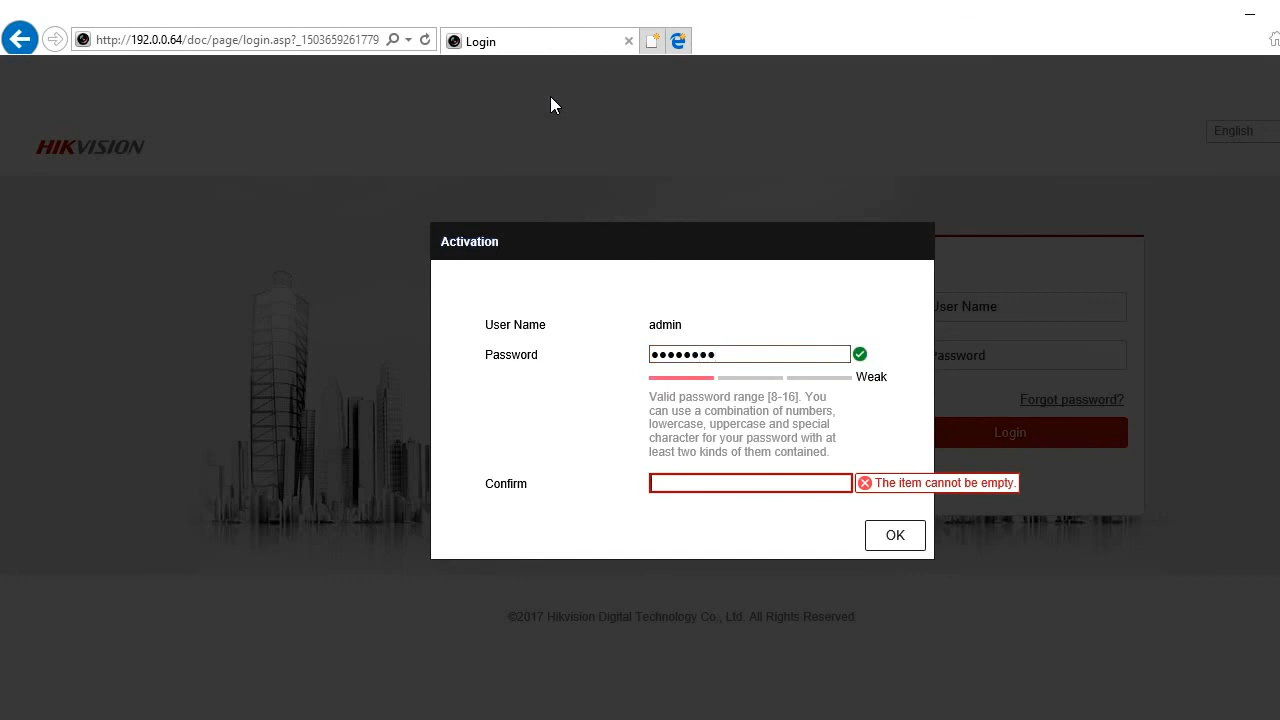 http://192.0.0.64/doc/page/login.asp?_1503659261779
Login
HIKVISION
English
Activation
User Name
admin
User Name
Password
Password
Weak
Valid password range [8-16]. You
can use a combination of numbers,
lowercase, uppercase and special
character for your password with at
least two kinds of them contained.
Forgot password?
Login
Confirm
The item cannot be empty.
OK
©2017 Hikvision Digital Technology Co., Ltd. All Rights Reserved